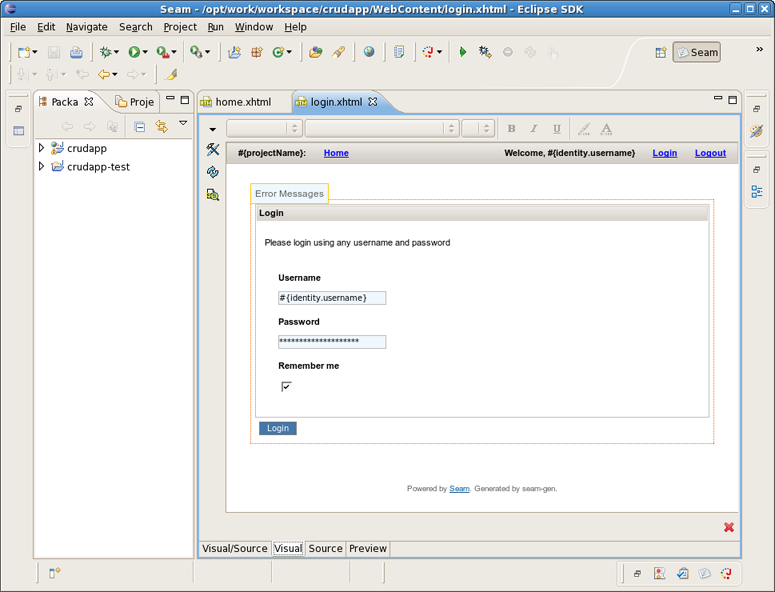 Seam - /opt/work/workspace/crudapp/WebContent/login.xhtml - Eclipse SDK
File Edit Navigate Search Project Run Window Help
Seam
»
Packa Proje
home.xhtml login.xhtml
B I U A
crudapp
crudapp-test
#{projectName}: Home Welcome, #{identity.username} Login Logout
Error Messages
Login
Please login using any username and password
Username
#{identity.username}
Password
********************
Remember me
Login
Powered by Seam. Generated by seam-gen.
Visual/Source Visual Source Preview